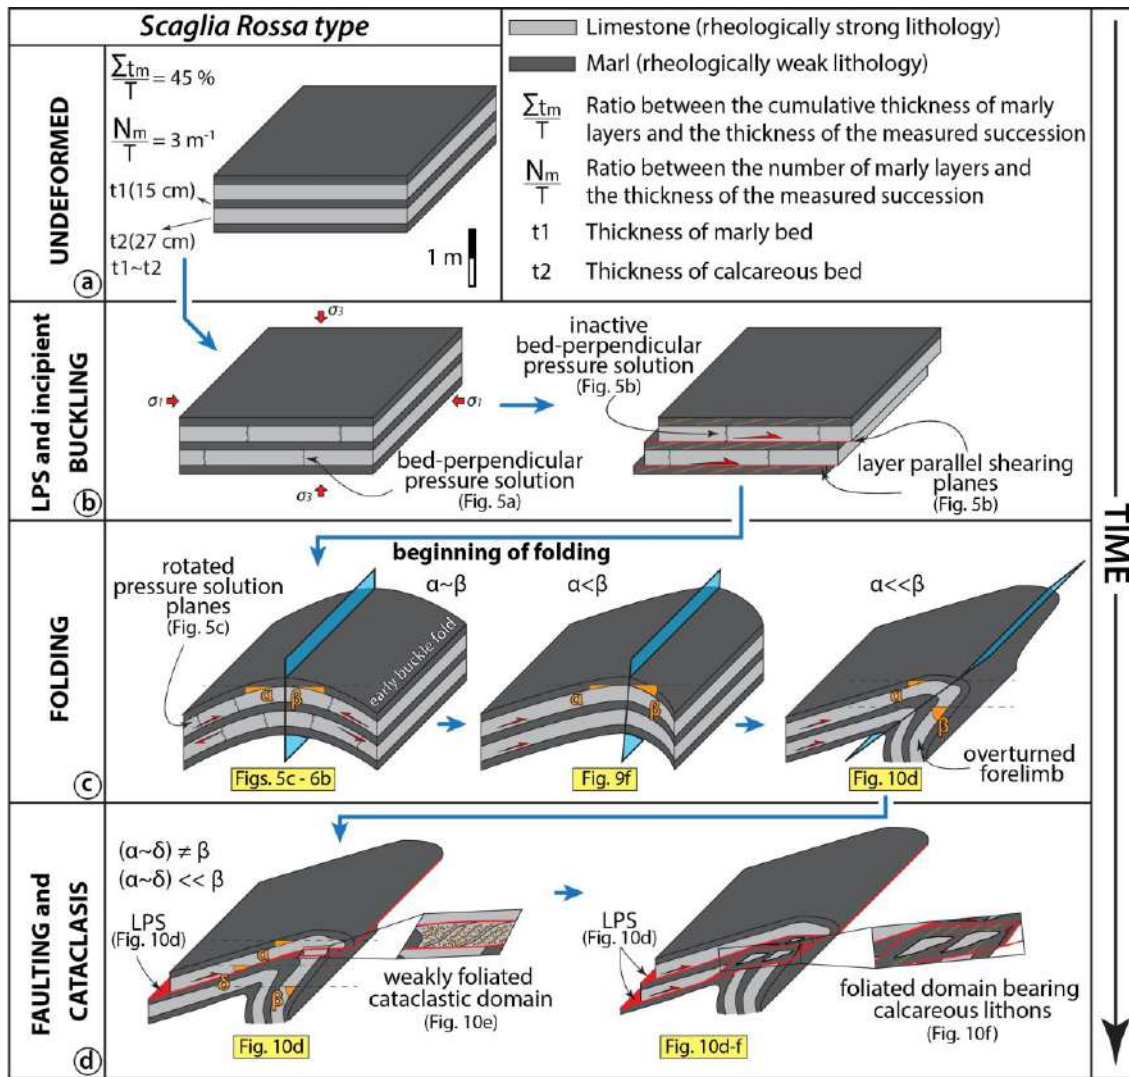 Scaglia Rossa type
Σtm/T = 45 %
Nm/T = 3 m⁻¹
t1(15 cm)
t2(27 cm)
t1~t2
1 m
UNDEFORMED
a
Limestone (rheologically strong lithology)
Marl (rheologically weak lithology)
Σtm/T Ratio between the cumulative thickness of marly
layers and the thickness of the measured succession
Nm/T Ratio between the number of marly layers and
the thickness of the measured succession
t1 Thickness of marly bed
t2 Thickness of calcareous bed
TIME
LPS and incipient
BUCKLING
b
σ3
σ1
σ1
σ3
bed-perpendicular
pressure solution
(Fig. 5a)
inactive
bed-perpendicular
pressure solution
(Fig. 5b)
layer parallel shearing
planes
(Fig. 5b)
FOLDING
c
beginning of folding
rotated
pressure solution
planes
(Fig. 5c)
α~β
α<β
α<<β
early buckle fold
α
β
α
β
α
β
overturned
forelimb
Figs. 5c - 6b
Fig. 9f
Fig. 10d
FAULTING and
CATACLASIS
d
(α~δ) ≠ β
(α~δ) << β
LPS
(Fig. 10d)
α
δ
β
weakly foliated
cataclastic domain
(Fig. 10e)
Fig. 10d
LPS
(Fig. 10d)
foliated domain bearing
calcareous lithons
(Fig. 10f)
Fig. 10d-f